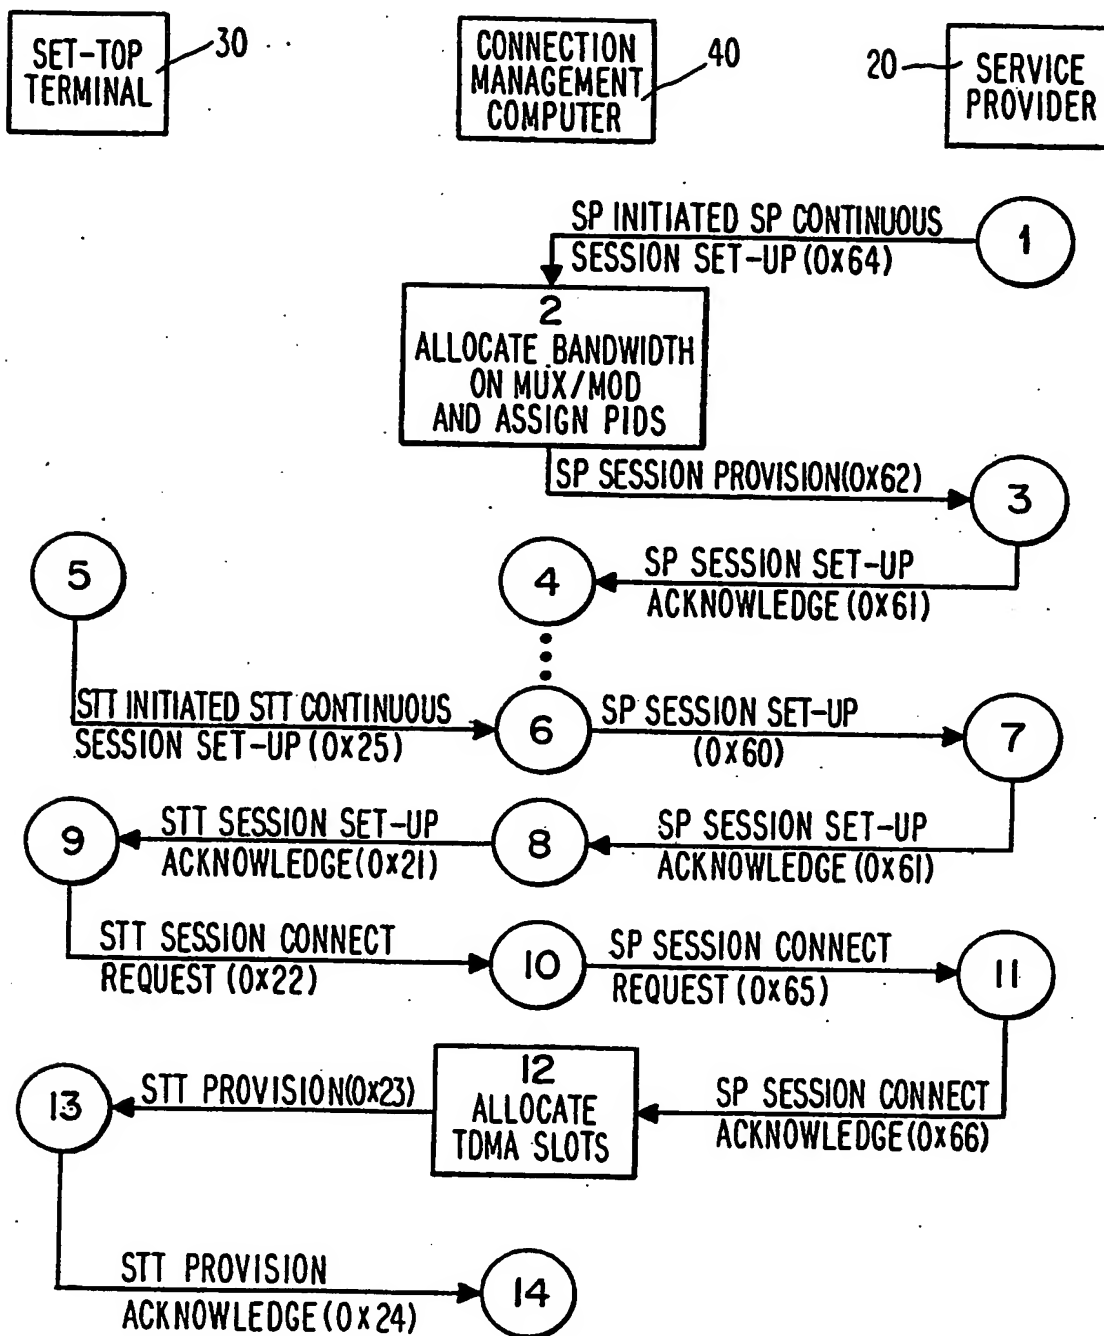 SET-TOP
TERMINAL
30
CONNECTION
MANAGEMENT
COMPUTER
40
20
SERVICE
PROVIDER
SP INITIATED SP CONTINUOUS
SESSION SET-UP (0X64)
1
2
ALLOCATE BANDWIDTH
ON MUX/MOD
AND ASSIGN PIDS
SP SESSION PROVISION(0X62)
3
5
4
SP SESSION SET-UP
ACKNOWLEDGE (0X61)
STT INITIATED STT CONTINUOUS
SESSION SET-UP (0X25)
6
SP SESSION SET-UP
(0X60)
7
9
STT SESSION SET-UP
ACKNOWLEDGE(0X21)
8
SP SESSION SET-UP
ACKNOWLEDGE (0X61)
STT SESSION CONNECT
REQUEST (0X22)
10
SP SESSION CONNECT
REQUEST (0X65)
11
13
STT PROVISION(0X23)
12
ALLOCATE
TDMA SLOTS
SP SESSION CONNECT
ACKNOWLEDGE(0X66)
STT PROVISION
ACKNOWLEDGE(0X24)
14